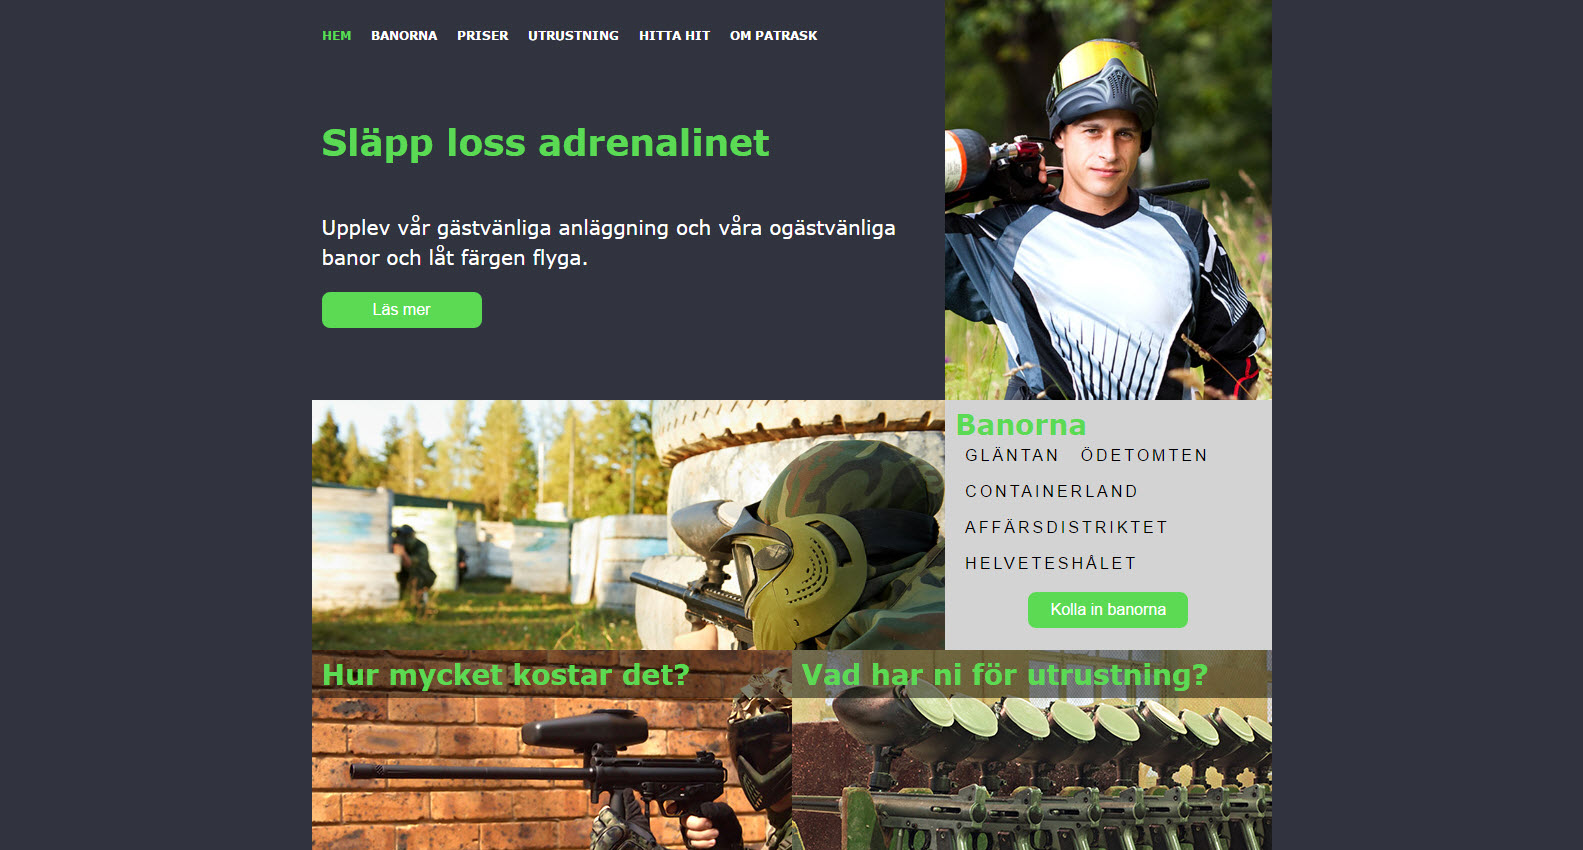 HEM BANORNA PRISER UTRUSTNING HITTA HIT OM PATRASK
Släpp loss adrenalinet
Upplev vår gästvänliga anläggning och våra ogästvänliga
banor och låt färgen flyga.
Läs mer
Banorna
GLÄNTAN ÖDETOMTEN
CONTAINERLAND
AFFÄRSDISTRIKTET
HELVETESHÅLET
Kolla in banorna
Hur mycket kostar det?
Vad har ni för utrustning?